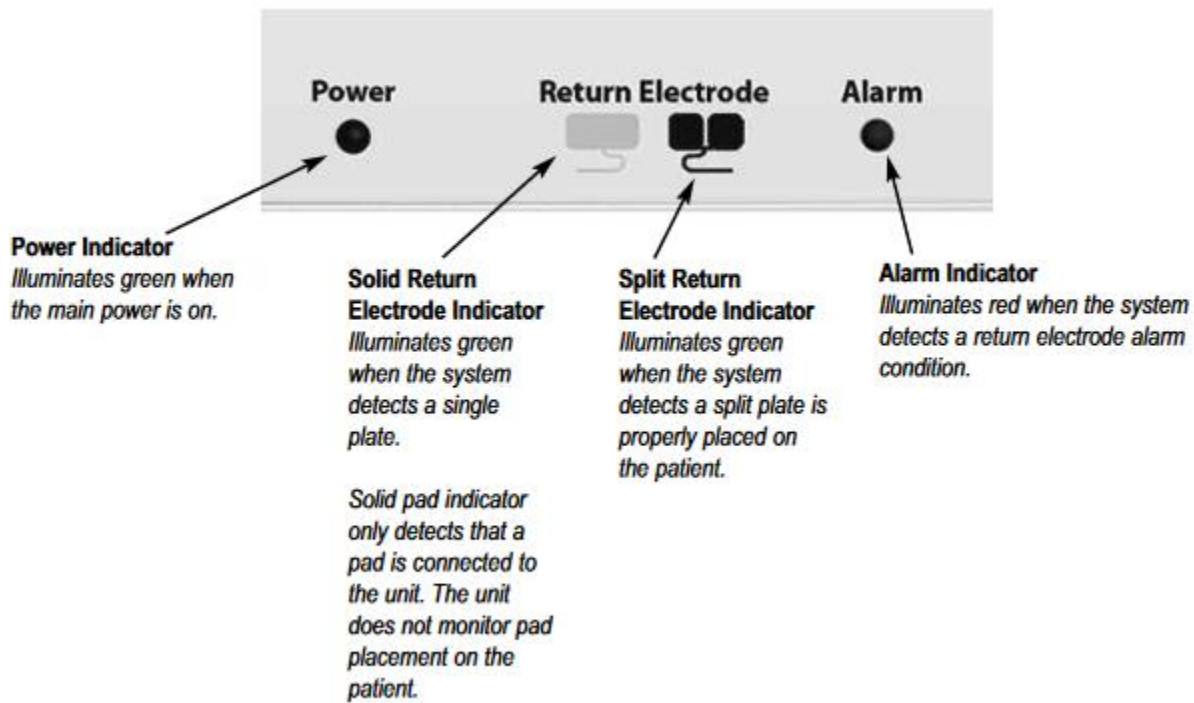 Power
Return Electrode
Alarm
Power Indicator
Illuminates green when
the main power is on.
Solid Return
Electrode Indicator
Illuminates green
when the system
detects a single
plate.
Solid pad indicator
only detects that a
pad is connected to
the unit. The unit
does not monitor pad
placement on the
patient.
Split Return
Electrode Indicator
Illuminates green
when the system
detects a split plate is
properly placed on
the patient.
Alarm Indicator
Illuminates red when the system
detects a return electrode alarm
condition.